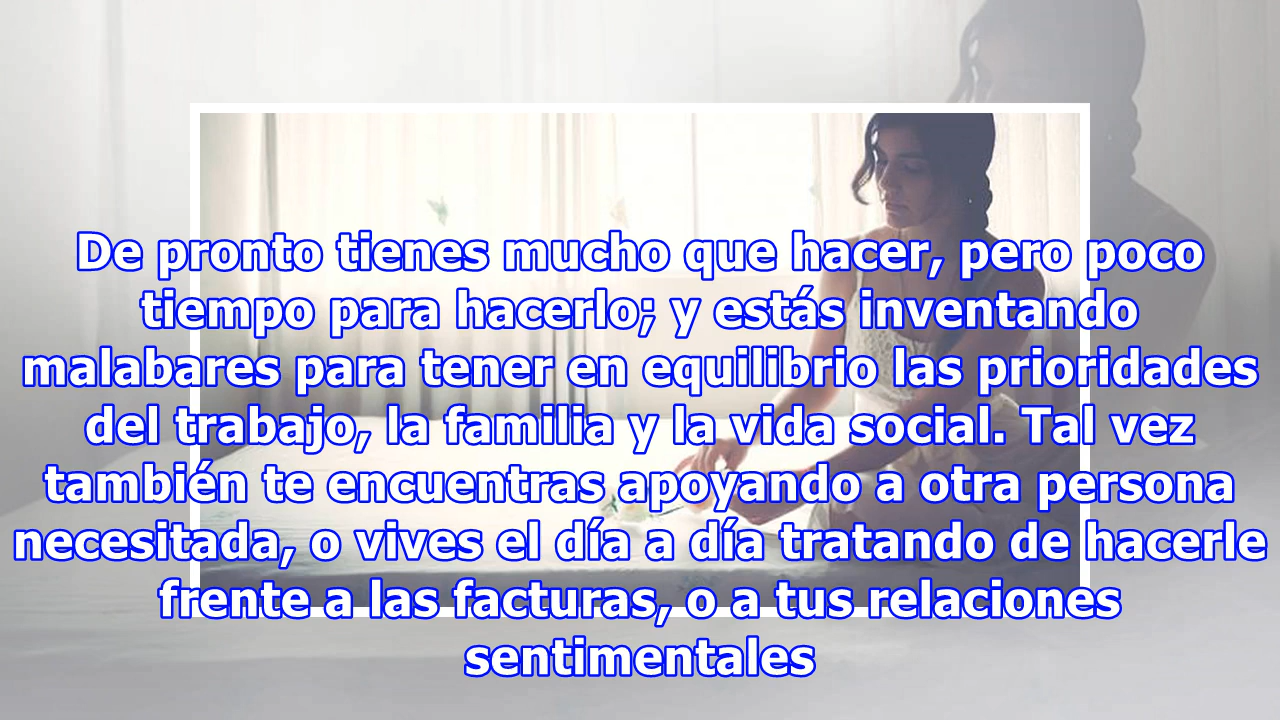 De pronto tienes mucho que hacer, pero poco
tiempo para hacerlo; y estás inventando
malabares para tener en equilibrio las prioridades
del trabajo, la familia y la vida social. Tal vez
también te encuentras apoyando a otra persona
necesitada, o vives el día a día tratando de hacerle
frente a las facturas, o a tus relaciones
sentimentales